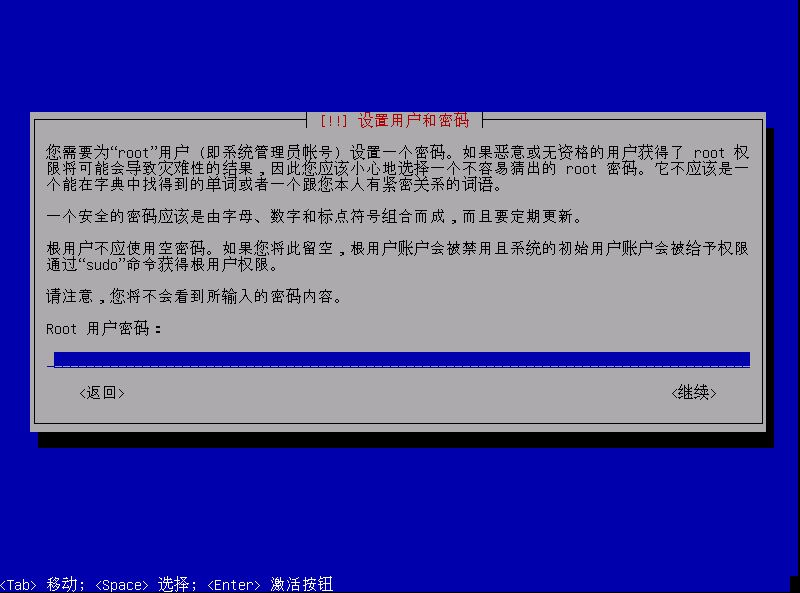 [!!] 设置用户和密码
您需要为“root”用户 (即系统管理员帐号) 设置一个密码。如果恶意或无资格的用户获得了 root 权
限将可能会导致灾难性的结果,因此您应该小心地选择一个不容易猜出的 root 密码。它不应该是一
个能在字典中找得到的单词或者一个跟您本人有紧密关系的词语。
一个安全的密码应该是由字母、数字和标点符号组合而成,而且要定期更新。
根用户不应使用空密码。如果您将此留空,根用户账户会被禁用且系统的初始用户账户会被给予权限
通过“sudo”命令获得根用户权限。
请注意,您将不会看到所输入的密码内容。
Root 用户密码:
<返回> <继续>
<Tab> 移动; <Space> 选择; <Enter> 激活按钮